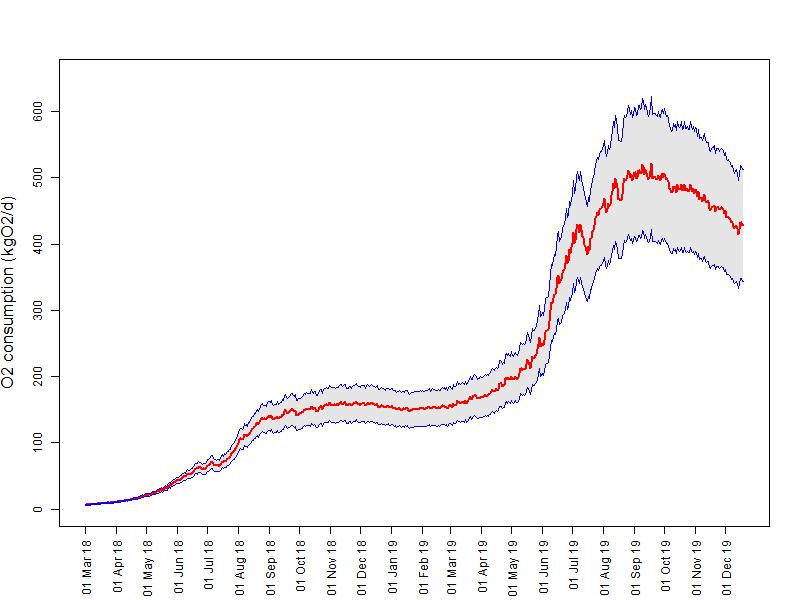 O2 consumption (kgO2/d)
600
500
400
300
200
100
0
01 Mar 18
01 Apr 18
01 May 18
01 Jun 18
01 Jul 18
01 Aug 18
01 Sep 18
01 Oct 18
01 Nov 18
01 Dec 18
01 Jan 19
01 Feb 19
01 Mar 19
01 Apr 19
01 May 19
01 Jun 19
01 Jul 19
01 Aug 19
01 Sep 19
01 Oct 19
01 Nov 19
01 Dec 19